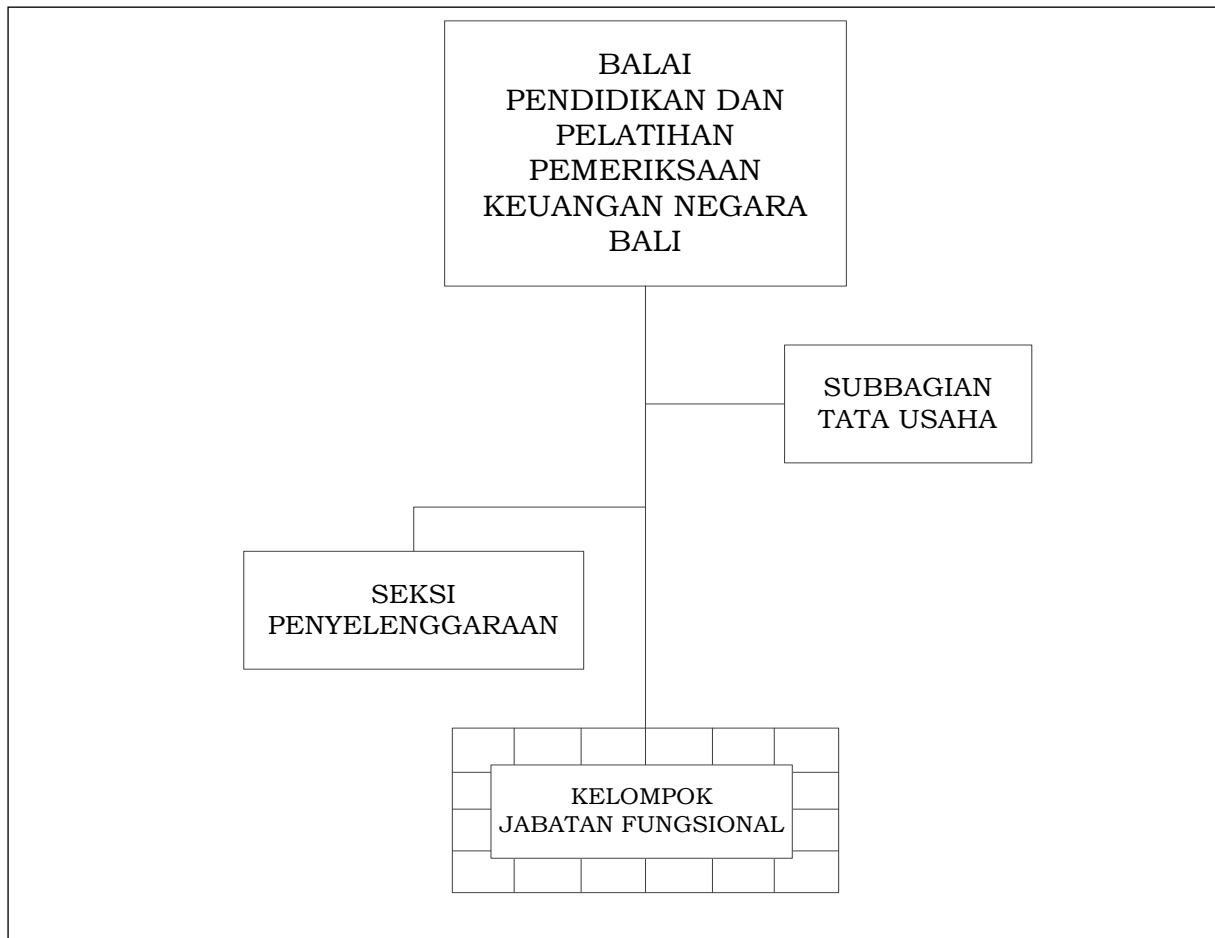 BALAI
PENDIDIKAN DAN
PELATIHAN
PEMERIKSAAN
KEUANGAN NEGARA
BALI
SUBBAGIAN
TATA USAHA
SEKSI
PENYELENGGARAAN
KELOMPOK
JABATAN FUNGSIONAL